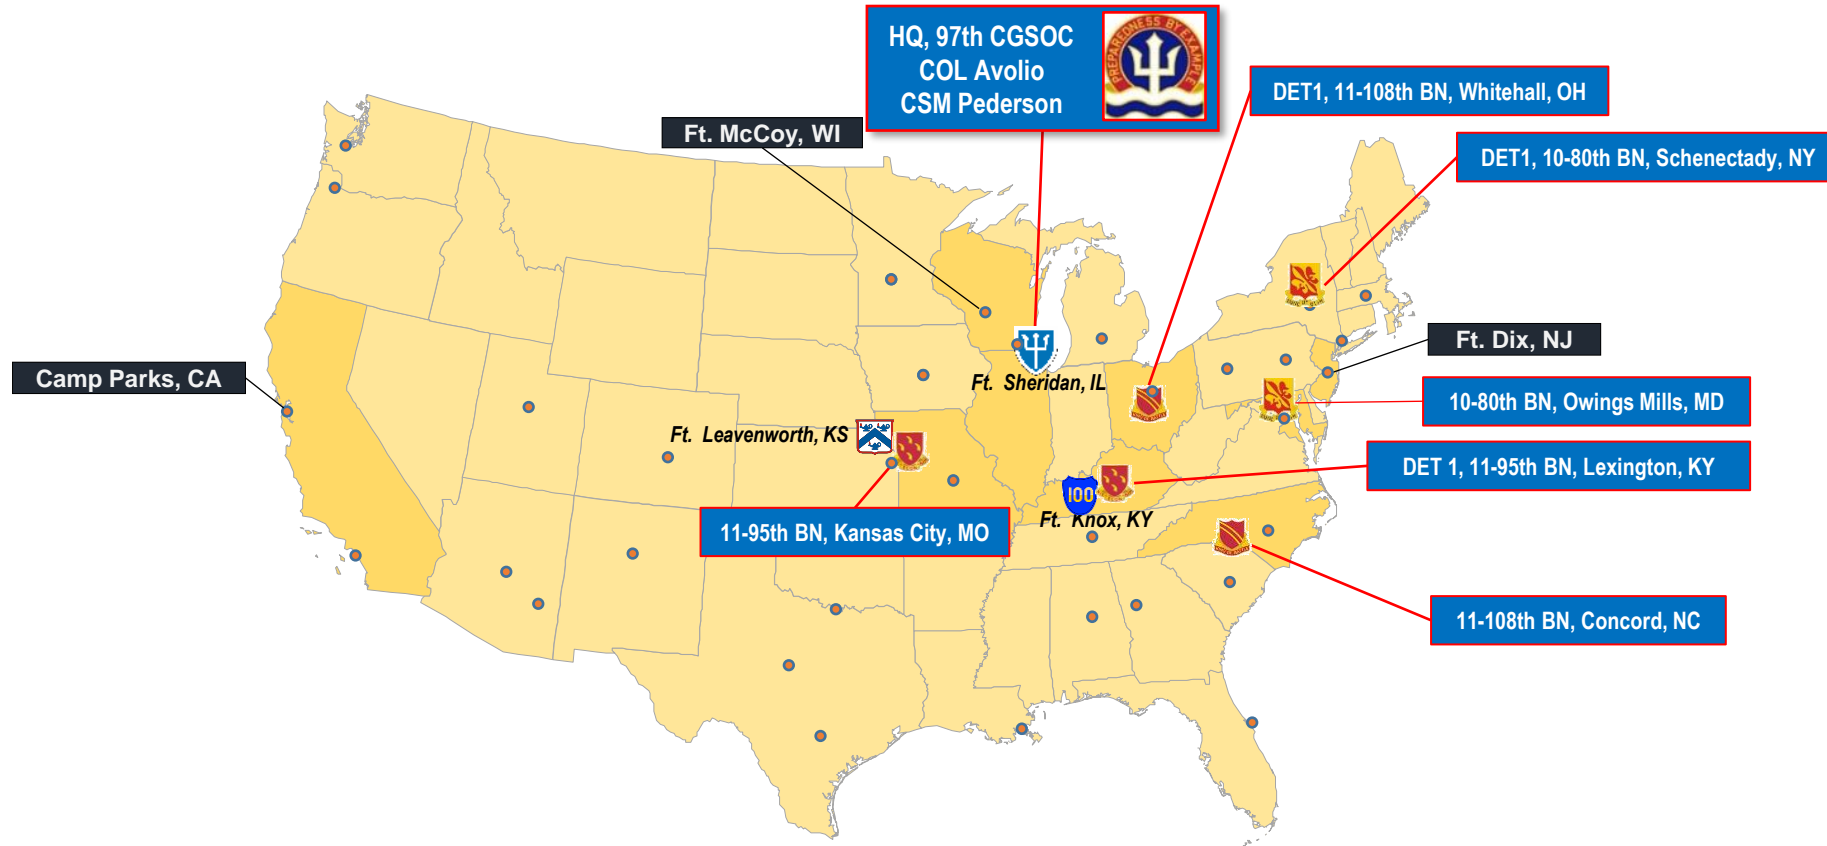 HQ, 97th CGSOC
COL Avolio
CSM Pederson
PREPAREDNESS BY EXAMPLE
DET1, 11-108th BN, Whitehall, OH
Ft. McCoy, WI
DET1, 10-80th BN, Schenectady, NY
Ft. Dix, NJ
Camp Parks, CA
Ft. Sheridan, IL
10-80th BN, Owings Mills, MD
Ft. Leavenworth, KS
DET 1, 11-95th BN, Lexington, KY
100
Ft. Knox, KY
11-95th BN, Kansas City, MO
11-108th BN, Concord, NC